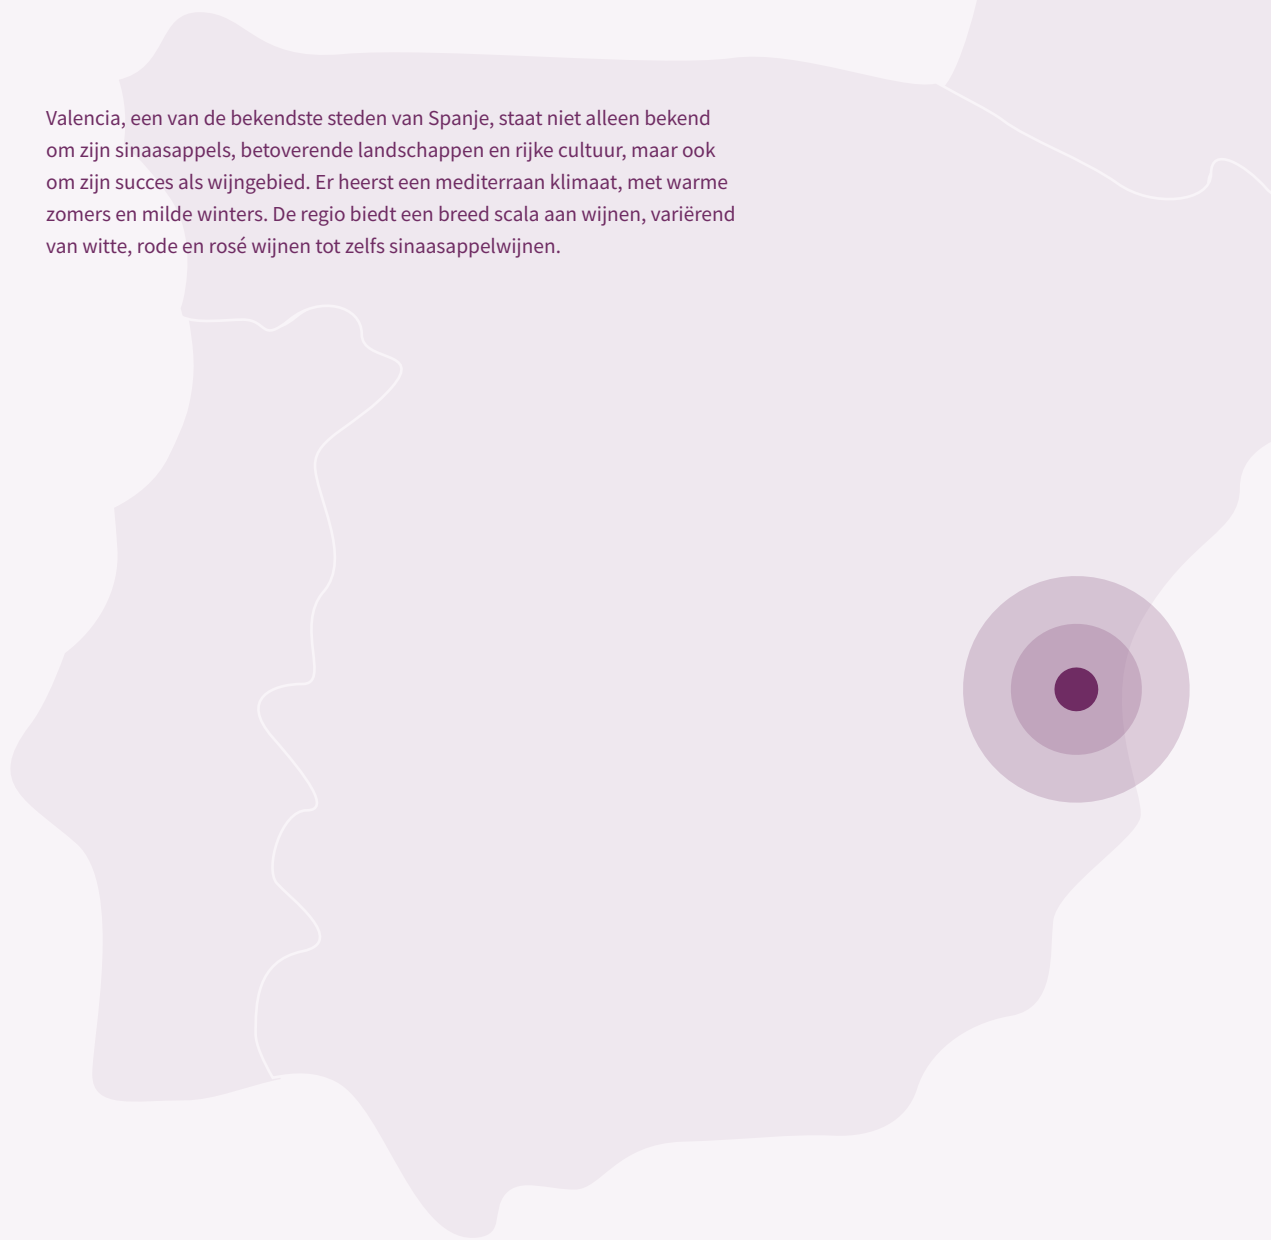 Valencia, een van de bekendste steden van Spanje, staat niet alleen bekend
om zijn sinaasappels, betoverende landschappen en rijke cultuur, maar ook
om zijn succes als wijngebied. Er heerst een mediterraan klimaat, met warme
zomers en milde winters. De regio biedt een breed scala aan wijnen, variërend
van witte, rode en rosé wijnen tot zelfs sinaasappelwijnen.